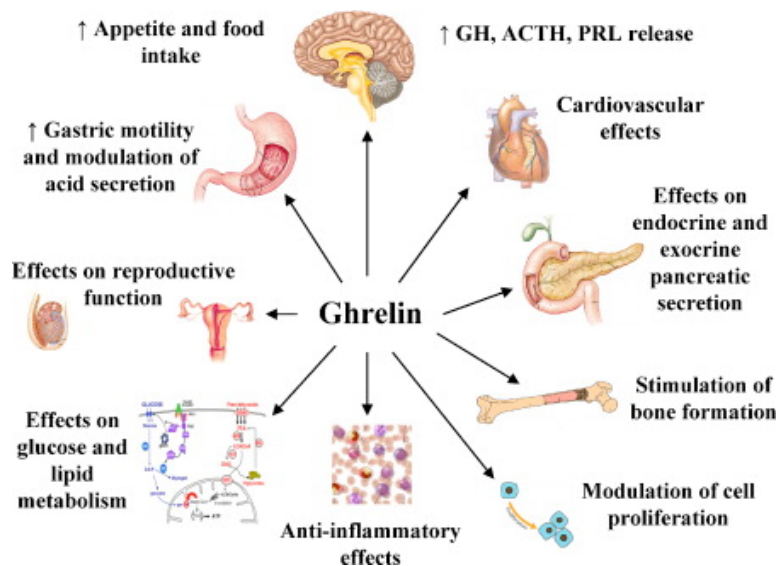 ↑ Appetite and food
intake
↑ GH, ACTH, PRL release
Cardiovascular
effects
↑ Gastric motility
and modulation of
acid secretion
Effects on
endocrine and
exocrine
pancreatic
secretion
Effects on reproductive
function
Ghrelin
Stimulation of
bone formation
Effects on
glucose and
lipid
metabolism
GLUCOSE
Modulation of cell
proliferation
Anti-inflammatory
effects